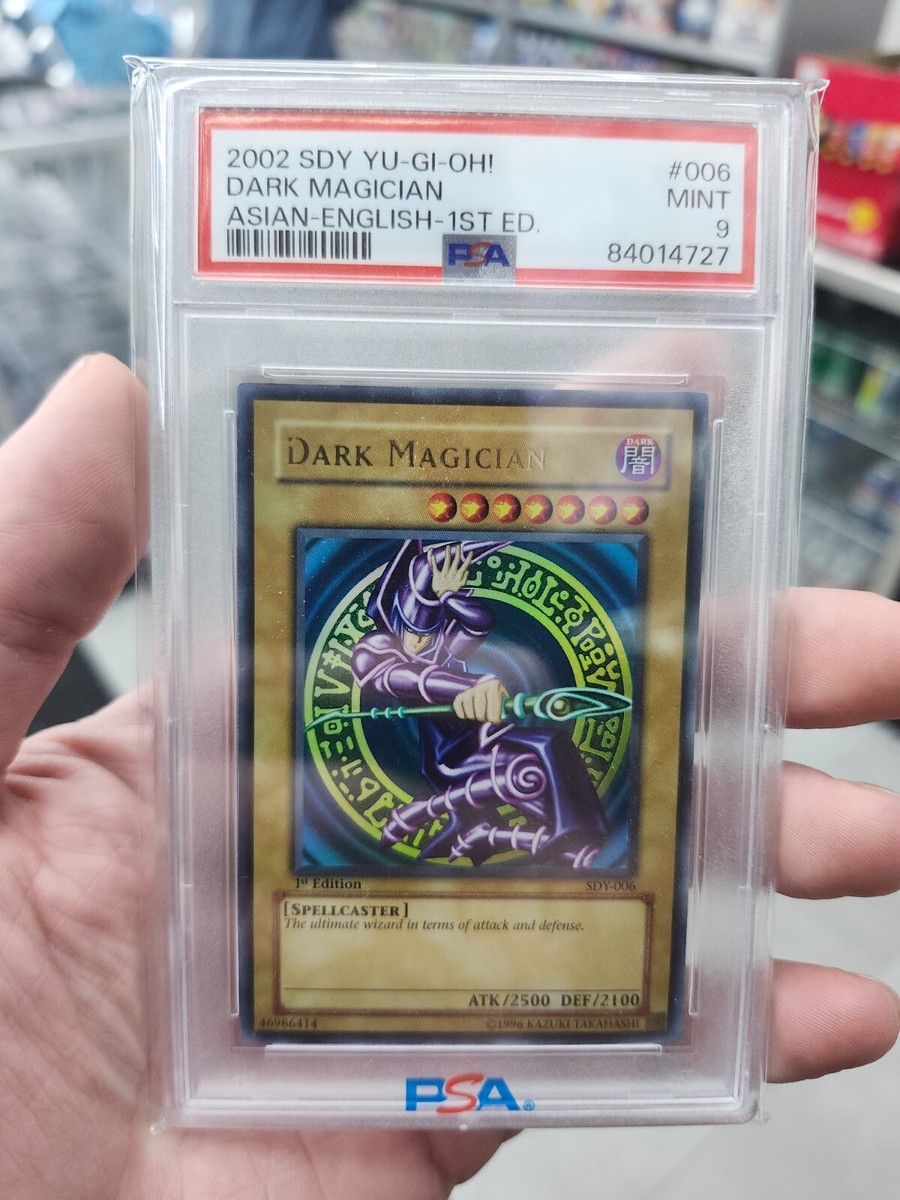 2002 SDY YU-GI-OH! #006
DARK MAGICIAN MINT
ASIAN-ENGLISH-1ST ED. 9
PSA 84014727
DARK MAGICIAN
DARK
闇
1st Edition SDY-006
[SPELLCASTER]
The ultimate wizard in terms of attack and defense.
ATK/2500 DEF/2100
46986414 ©1996 KAZUKI TAKAHASHI
PSA®